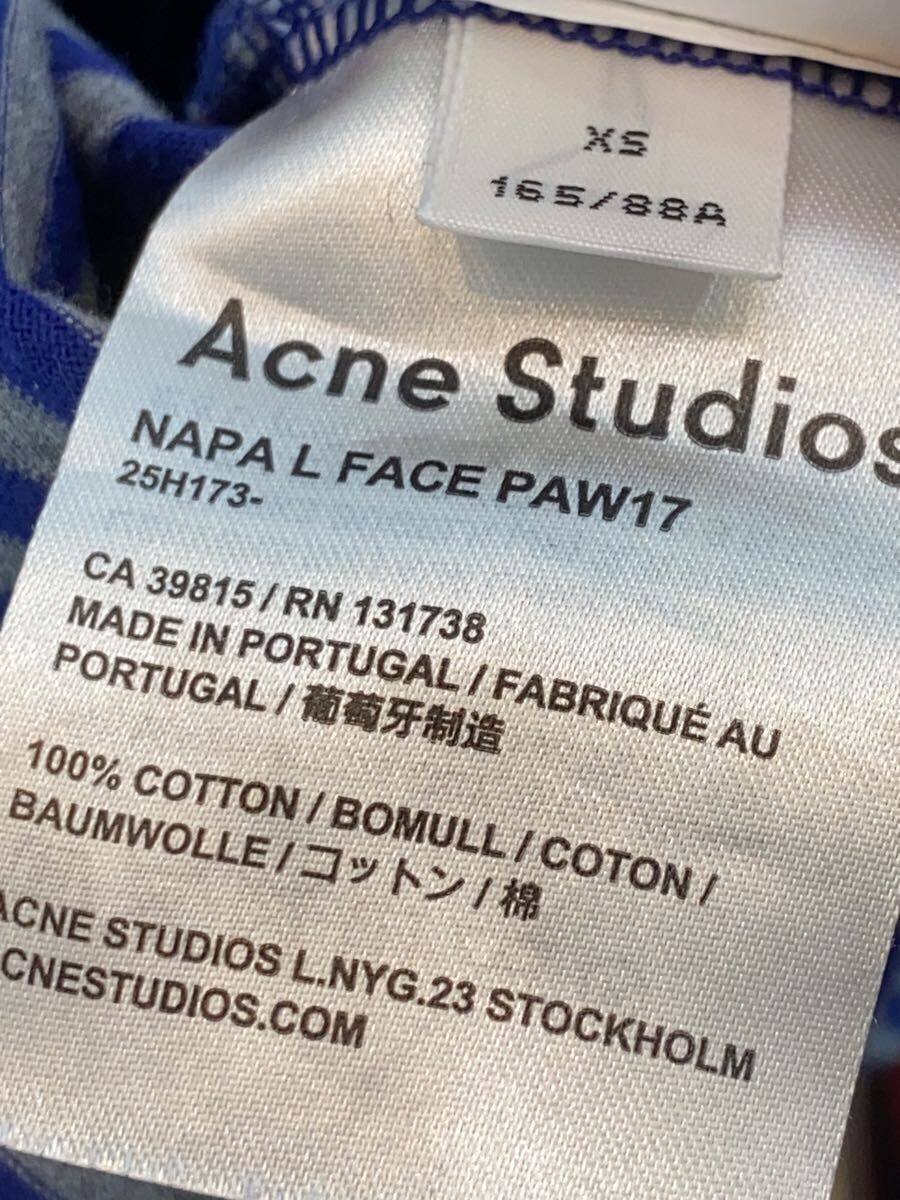 XS
165/88A
Acne Studios
NAPA L FACE PAW17
25H173-
CA 39815 / RN 131738
MADE IN PORTUGAL / FABRIQUÉ AU
PORTUGAL / 葡萄牙制造
100% COTTON / BOMULL / COTON /
BAUMWOLLE / コットン / 棉
ACNE STUDIOS L.NYG.23 STOCKHOLM
CNESTUDIOS.COM